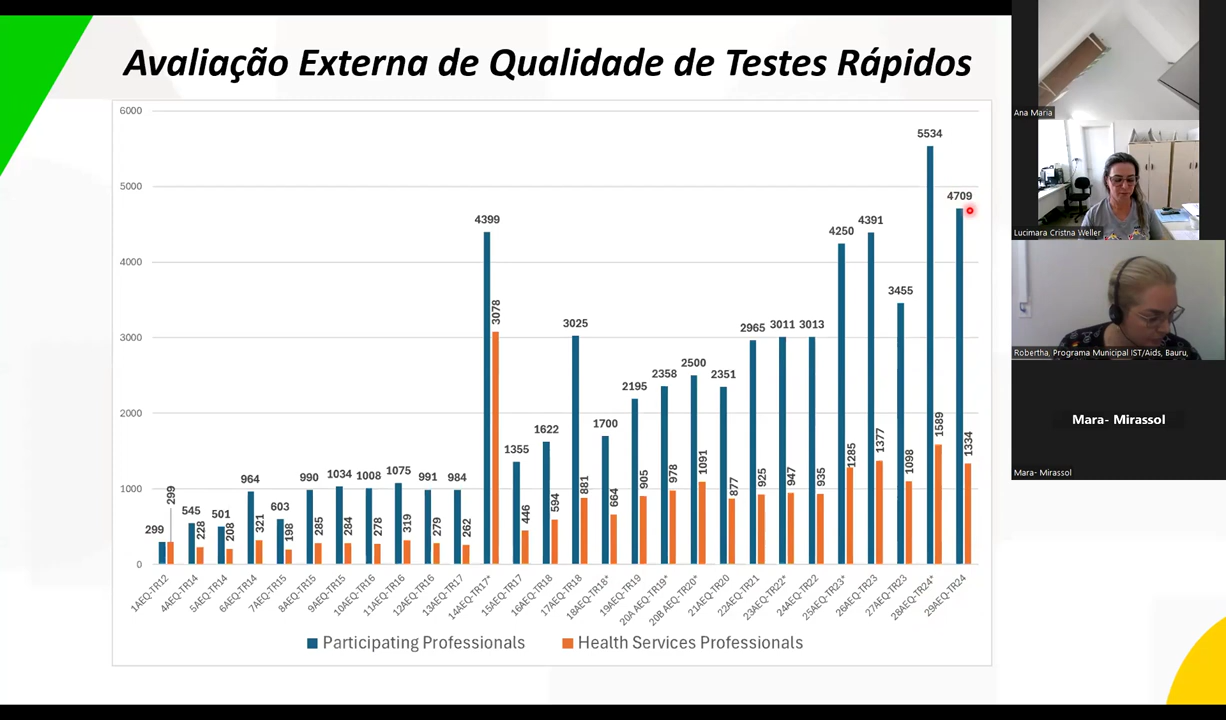 Avaliação Externa de Qualidade de Testes Rápidos
6000
5000
4000
3000
2000
1000
0
299
299
545
228
501
208
964
321
603
198
990
285
1034
284
1008
278
1075
319
991
279
984
262
4399
3078
1355
446
1622
594
3025
881
1700
664
2195
905
2358
978
2500
1091
2351
877
2965
925
3011
947
3013
935
4250
1285
4391
1377
3455
1098
5534
1589
4709
1334
1AEQ-TR12
4AEQ-TR14
5AEQ-TR14
6AEQ-TR14
7AEQ-TR15
8AEQ-TR15
9AEQ-TR15
10AEQ-TR16
11AEQ-TR16
12AEQ-TR16
13AEQ-TR17
14AEQ-TR17*
15AEQ-TR17
16AEQ-TR18
17AEQ-TR18
18AEQ-TR18*
19AEQ-TR19
20A AEQ-TR19*
20B AEQ-TR20*
21AEQ-TR20
22AEQ-TR21
23AEQ-TR22*
24AEQ-TR22
25AEQ-TR23*
26AEQ-TR23
27AEQ-TR23
28AEQ-TR24*
29AEQ-TR24
Participating Professionals
Health Services Professionals
Ana Maria
Lucimara Cristna Weller
Robertha, Programa Municipal IST/Aids, Bauru,
Mara- Mirassol
Mara- Mirassol